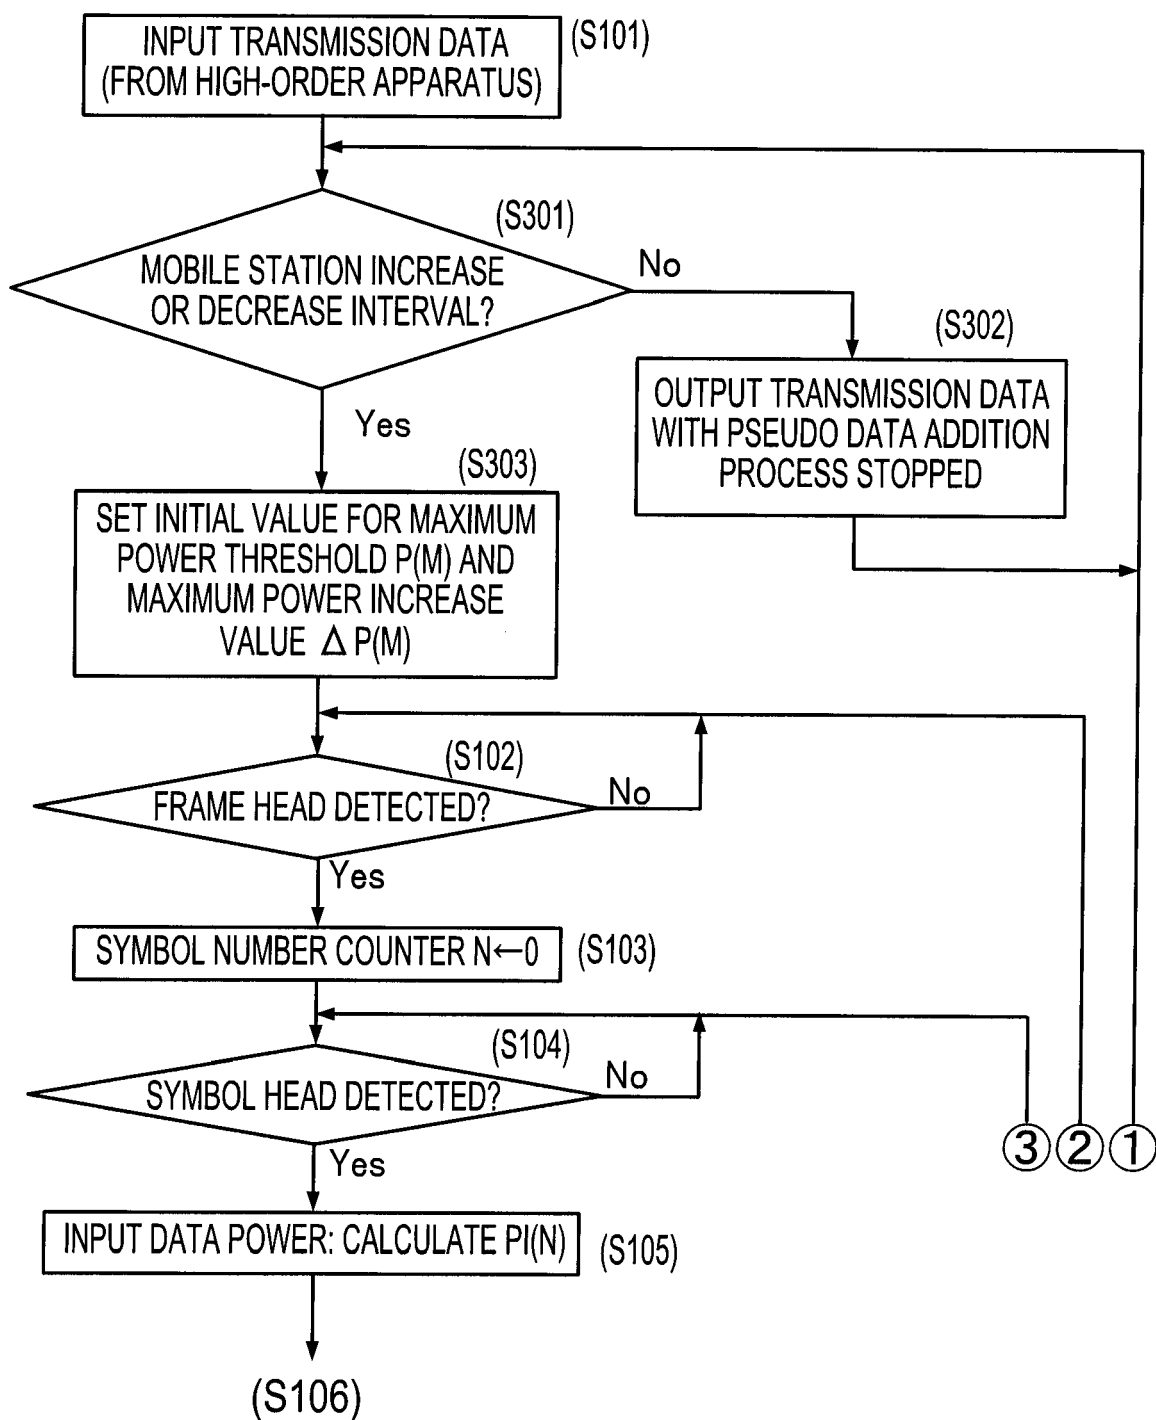 INPUT TRANSMISSION DATA
(FROM HIGH-ORDER APPARATUS)
(S101)
(S301)
MOBILE STATION INCREASE
OR DECREASE INTERVAL?
No
Yes
(S302)
OUTPUT TRANSMISSION DATA
WITH PSEUDO DATA ADDITION
PROCESS STOPPED
(S303)
SET INITIAL VALUE FOR MAXIMUM
POWER THRESHOLD P(M) AND
MAXIMUM POWER INCREASE
VALUE Δ P(M)
(S102)
FRAME HEAD DETECTED?
No
Yes
SYMBOL NUMBER COUNTER N←0
(S103)
(S104)
SYMBOL HEAD DETECTED?
No
Yes
③ ② ①
INPUT DATA POWER: CALCULATE PI(N)
(S105)
(S106)